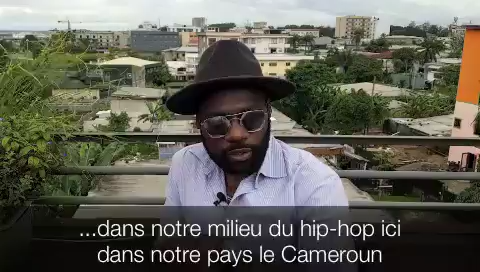 ...dans notre milieu du hip-hop ici
dans notre pays le Cameroun